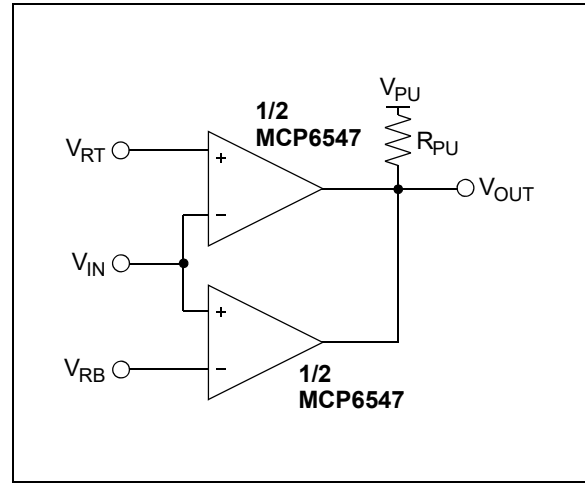 V_PU
1/2
MCP6547
R_PU
V_RT
+
−
V_OUT
V_IN
+
−
V_RB
1/2
MCP6547